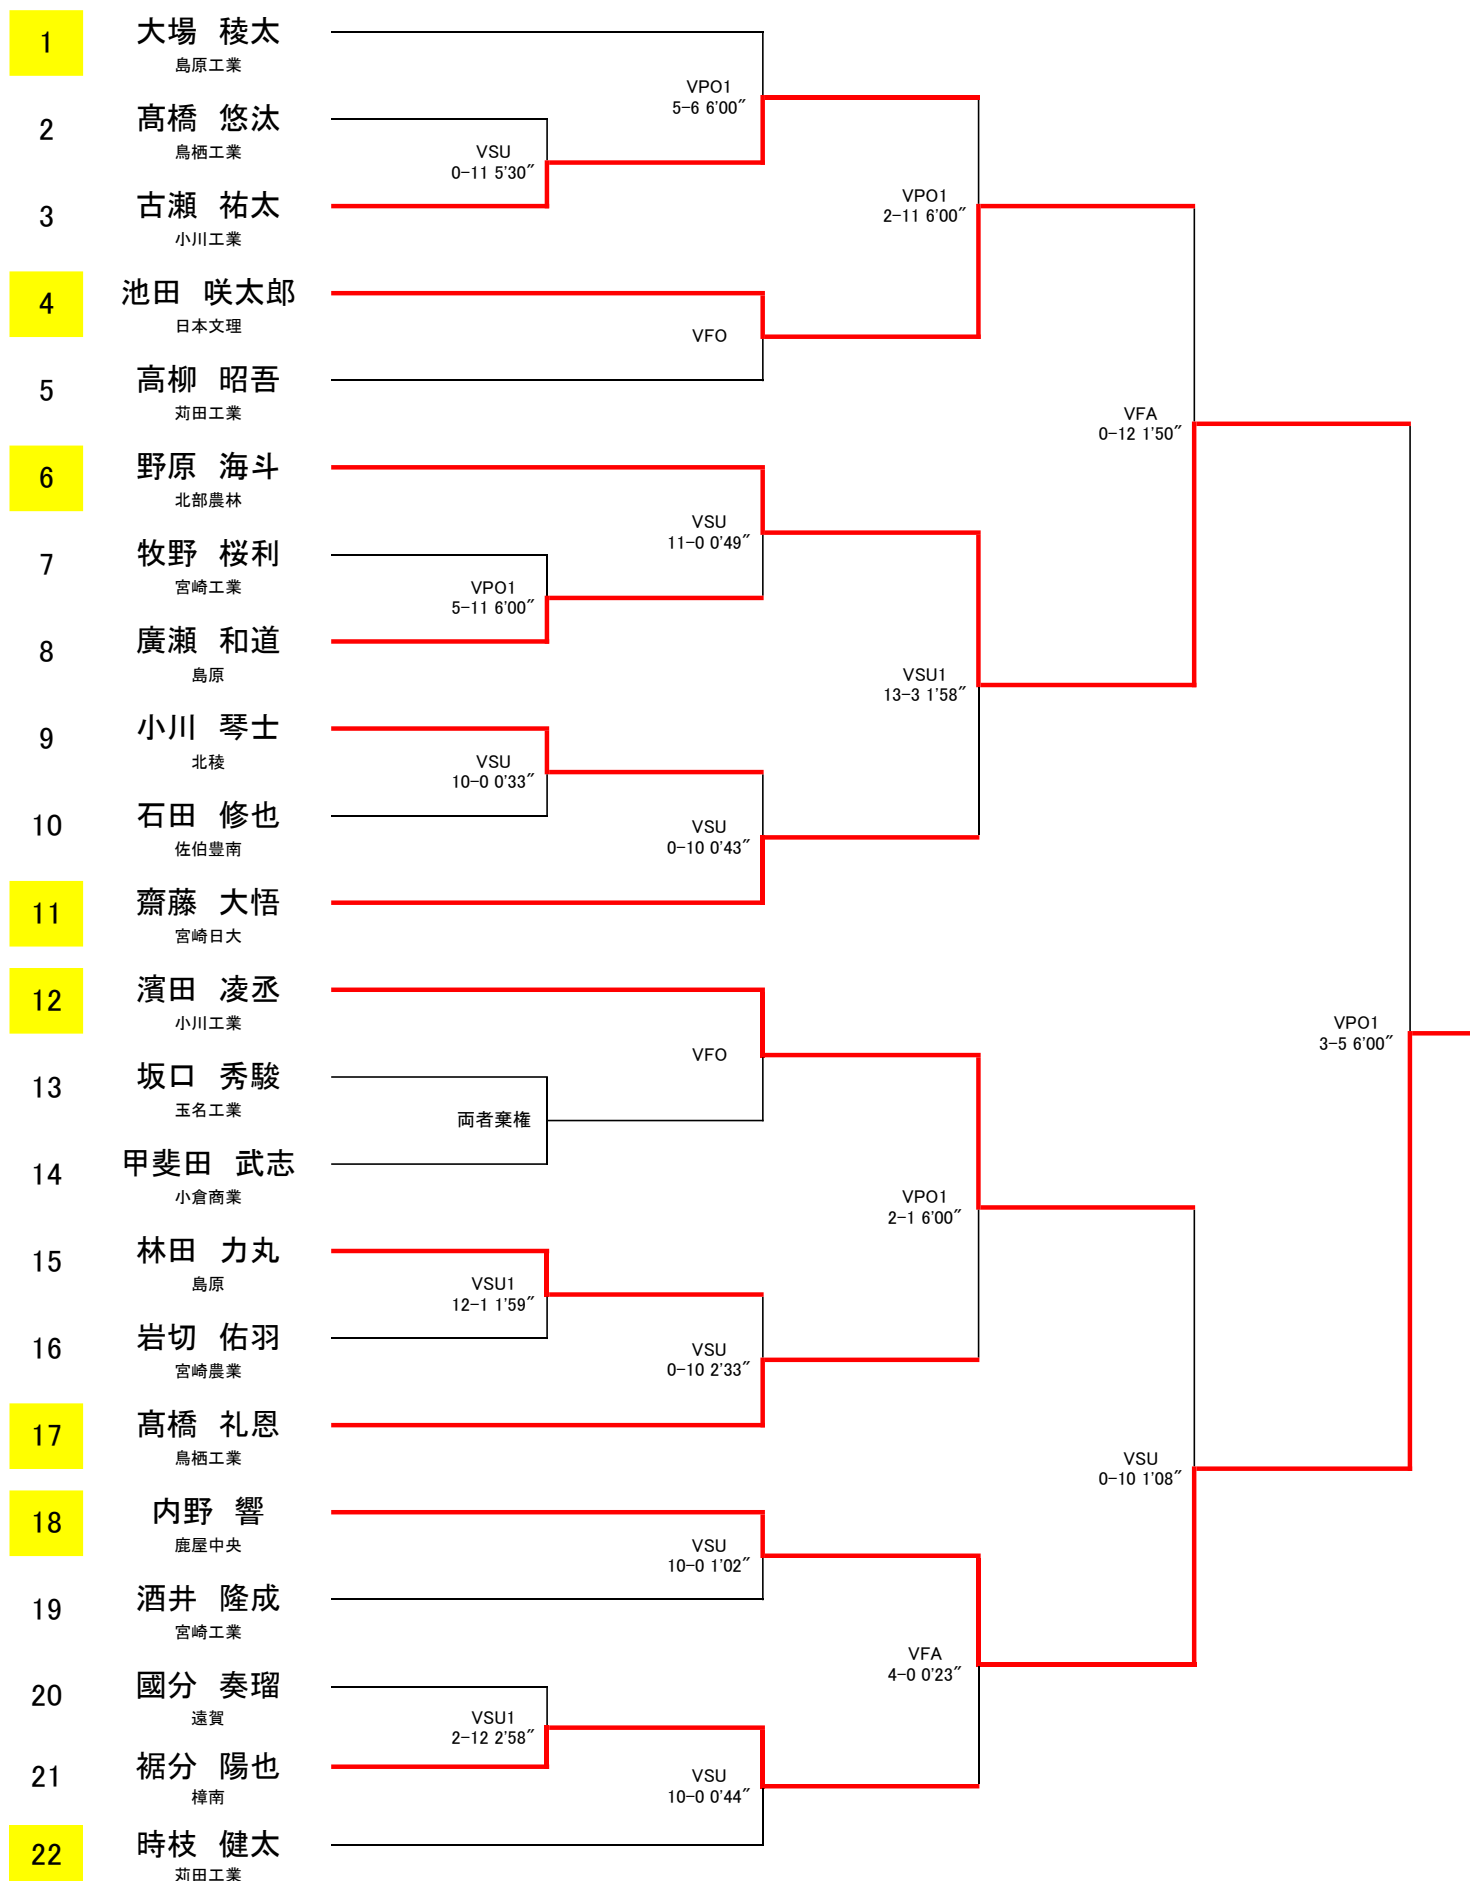 1
大場　稜太
島原工業
VPO1
5-6 6'00"
2
髙橋　悠汰
鳥栖工業
VSU
0-11 5'30"
3
古瀬　祐太
小川工業
VPO1
2-11 6'00"
4
池田　咲太郎
日本文理
VFO
5
高柳　昭吾
苅田工業
VFA
0-12 1'50"
6
野原　海斗
北部農林
VSU
11-0 0'49"
7
牧野　桜利
宮崎工業
VPO1
5-11 6'00"
8
廣瀬　和道
島原
VSU1
13-3 1'58"
9
小川　琴士
北稜
VSU
10-0 0'33"
10
石田　修也
佐伯豊南
VSU
0-10 0'43"
11
齋藤　大悟
宮崎日大
12
濱田　凌丞
小川工業
VPO1
3-5 6'00"
VFO
13
坂口　秀駿
玉名工業
両者棄権
14
甲斐田　武志
小倉商業
VPO1
2-1 6'00"
15
林田　力丸
島原
VSU1
12-1 1'59"
16
岩切　佑羽
宮崎農業
VSU
0-10 2'33"
17
髙橋　礼恩
鳥栖工業
VSU
0-10 1'08"
18
内野　響
鹿屋中央
VSU
10-0 1'02"
19
酒井　隆成
宮崎工業
VFA
4-0 0'23"
20
國分　奏瑠
遠賀
VSU1
2-12 2'58"
21
裾分　陽也
樟南
VSU
10-0 0'44"
22
時枝　健太
苅田工業